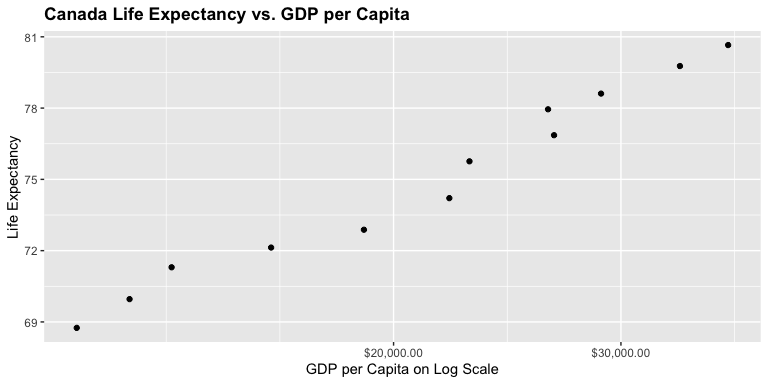 Canada Life Expectancy vs. GDP per Capita
81
78
75
72
69
Life Expectancy
$20,000.00 $30,000.00
GDP per Capita on Log Scale